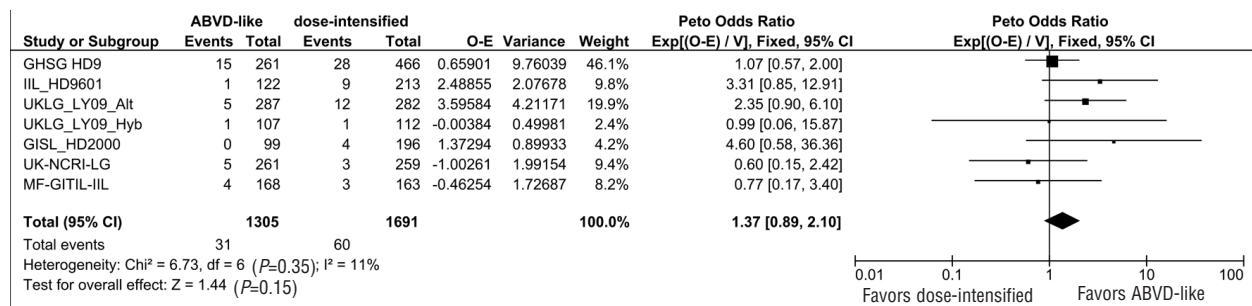 ABVD-like dose-intensified Peto Odds Ratio Peto Odds Ratio
Study or Subgroup Events Total Events Total O-E Variance Weight Exp[(O-E) / V], Fixed, 95% CI Exp[(O-E) / V], Fixed, 95% CI
GHSG HD9 15 261 28 466 0.65901 9.76039 46.1% 1.07 [0.57, 2.00]
IIL_HD9601 1 122 9 213 2.48855 2.07678 9.8% 3.31 [0.85, 12.91]
UKLG_LY09_Alt 5 287 12 282 3.59584 4.21171 19.9% 2.35 [0.90, 6.10]
UKLG_LY09_Hyb 1 107 1 112 -0.00384 0.49981 2.4% 0.99 [0.06, 15.87]
GISL_HD2000 0 99 4 196 1.37294 0.89933 4.2% 4.60 [0.58, 36.36]
UK-NCRI-LG 5 261 3 259 -1.00261 1.99154 9.4% 0.60 [0.15, 2.42]
MF-GITIL-IIL 4 168 3 163 -0.46254 1.72687 8.2% 0.77 [0.17, 3.40]
Total (95% CI) 1305 1691 100.0% 1.37 [0.89, 2.10]
Total events 31 60
Heterogeneity: Chi² = 6.73, df = 6 (P=0.35); I² = 11%
Test for overall effect: Z = 1.44 (P=0.15)
0.01 0.1 1 10 100
Favors dose-intensified Favors ABVD-like